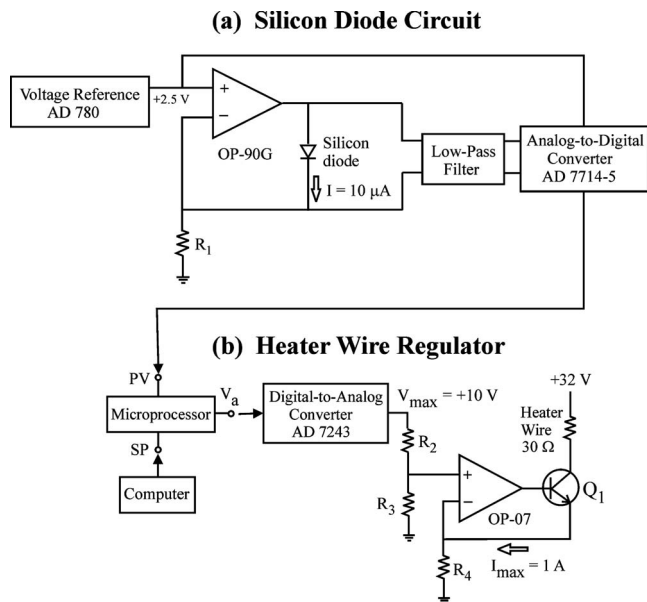 (a) Silicon Diode Circuit
Voltage Reference
AD 780
+2.5 V
+
−
OP-90G
Silicon
diode
I = 10 μA
Low-Pass
Filter
Analog-to-Digital
Converter
AD 7714-5
R1
(b) Heater Wire Regulator
PV
Microprocessor
Va
SP
Computer
Digital-to-Analog
Converter
AD 7243
Vmax = +10 V
R2
R3
+
−
OP-07
+32 V
Heater
Wire
30 Ω
Q1
R4
Imax = 1 A